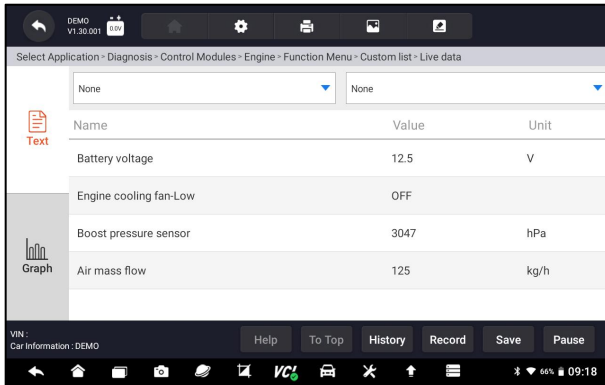 DEMO
V1.30.001
0.0V
Select Application > Diagnosis > Control Modules > Engine > Function Menu > Custom list > Live data
None None
Text
Name Value Unit
Battery voltage 12.5 V
Engine cooling fan-Low OFF
Boost pressure sensor 3047 hPa
Graph
Air mass flow 125 kg/h
VIN :
Car Information : DEMO
Help To Top History Record Save Pause
VCI 66% 09:18